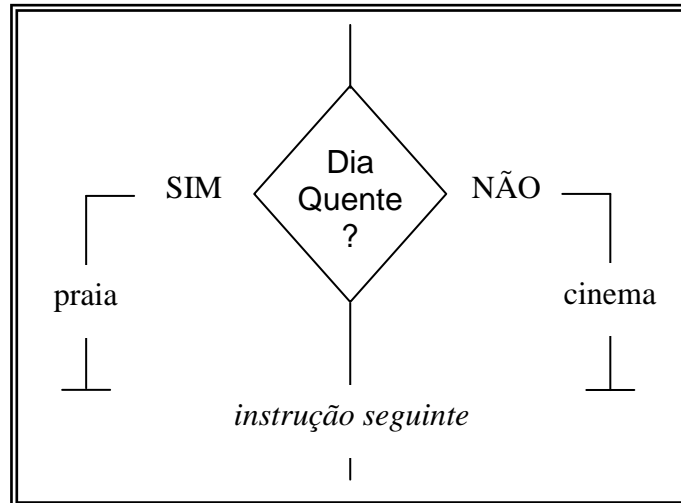 Dia
Quente
?
SIM
NÃO
praia
cinema
instrução seguinte